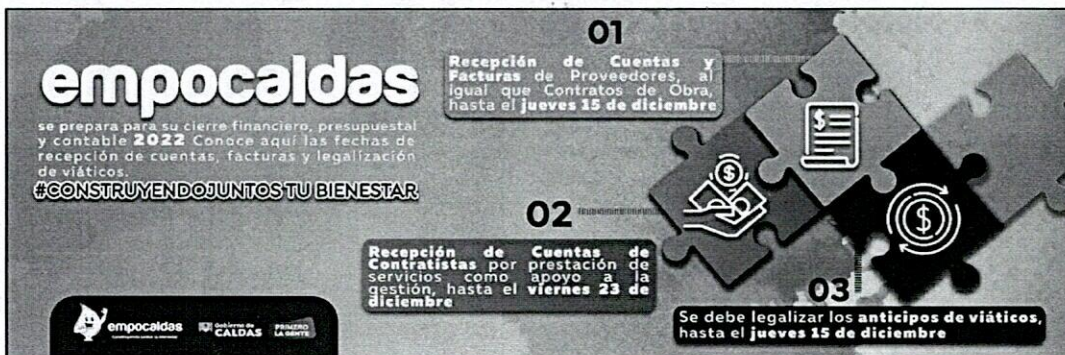 empocaldas
se prepara para su cierre financiero, presupuestal
y contable 2022 Conoce aquí las fechas de
recepción de cuentas, facturas y legalización
de viáticos.
#CONSTRUYENDOJUNTOS TU BIENESTAR
01
Recepción de Cuentas y
Facturas de Proveedores, al
igual que Contratos de Obra,
hasta el jueves 15 de diciembre
02
Recepción de Cuentas de
Contratistas por prestación de
servicios como apoyo a la
gestión, hasta el viernes 23 de
diciembre
03
Se debe legalizar los anticipos de viáticos,
hasta el jueves 15 de diciembre
empocaldas
Gobierno de
CALDAS
PRIMERO
LA GENTE